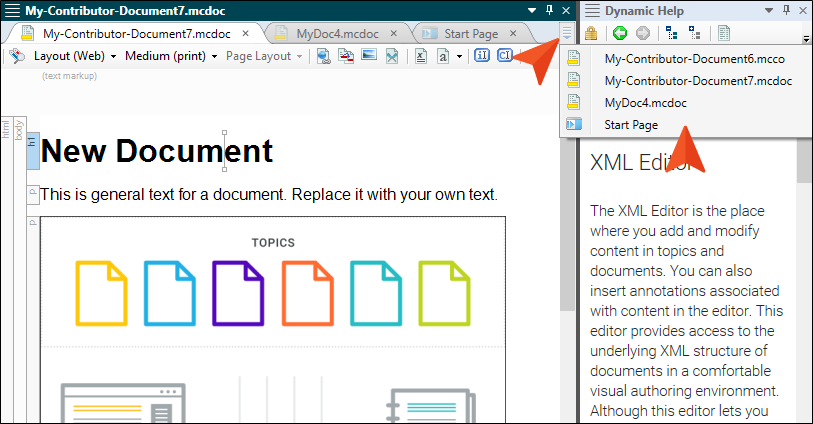 My-Contributor-Document7.mcdoc
Dynamic Help
My-Contributor-Document7.mcdoc
MyDoc4.mcdoc
Start Page
Layout (Web)
Medium (print)
Page Layout
(text markup)
My-Contributor-Document6.mcco
My-Contributor-Document7.mcdoc
MyDoc4.mcdoc
Start Page
html
body
h1
New Document
p
This is general text for a document. Replace it with your own text.
p
TOPICS
XML Editor
The XML Editor is the place
where you add and modify
content in topics and
documents. You can also
insert annotations associated
with content in the editor. This
editor provides access to the
underlying XML structure of
documents in a comfortable
visual authoring environment.
Although this editor lets you